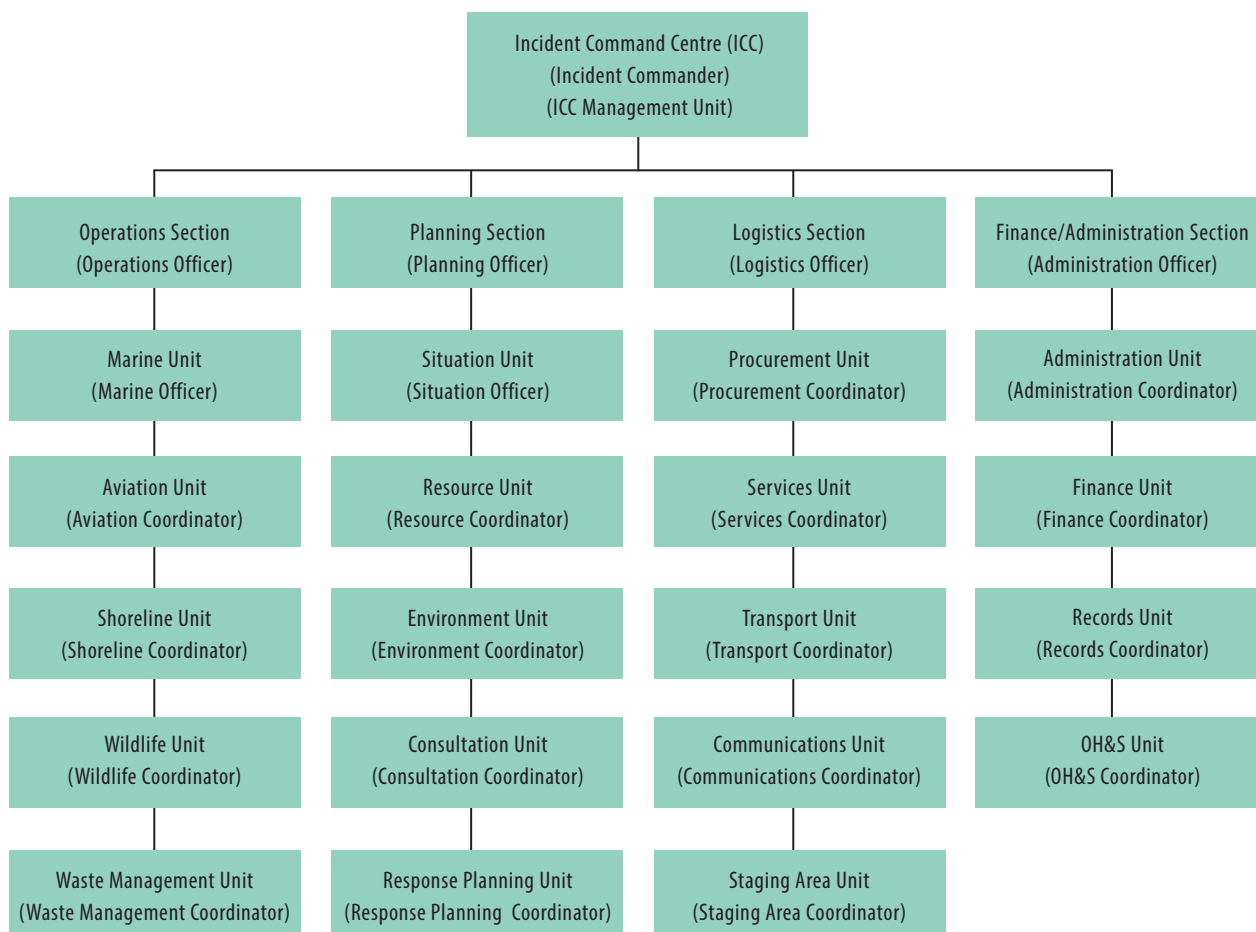 Incident Command Centre (ICC)
(Incident Commander)
(ICC Management Unit)
Operations Section
(Operations Officer)
Planning Section
(Planning Officer)
Logistics Section
(Logistics Officer)
Finance/Administration Section
(Administration Officer)
Marine Unit
(Marine Officer)
Situation Unit
(Situation Officer)
Procurement Unit
(Procurement Coordinator)
Administration Unit
(Administration Coordinator)
Aviation Unit
(Aviation Coordinator)
Resource Unit
(Resource Coordinator)
Services Unit
(Services Coordinator)
Finance Unit
(Finance Coordinator)
Shoreline Unit
(Shoreline Coordinator)
Environment Unit
(Environment Coordinator)
Transport Unit
(Transport Coordinator)
Records Unit
(Records Coordinator)
Wildlife Unit
(Wildlife Coordinator)
Consultation Unit
(Consultation Coordinator)
Communications Unit
(Communications Coordinator)
OH&S Unit
(OH&S Coordinator)
Waste Management Unit
(Waste Management Coordinator)
Response Planning Unit
(Response Planning  Coordinator)
Staging Area Unit
(Staging Area Coordinator)